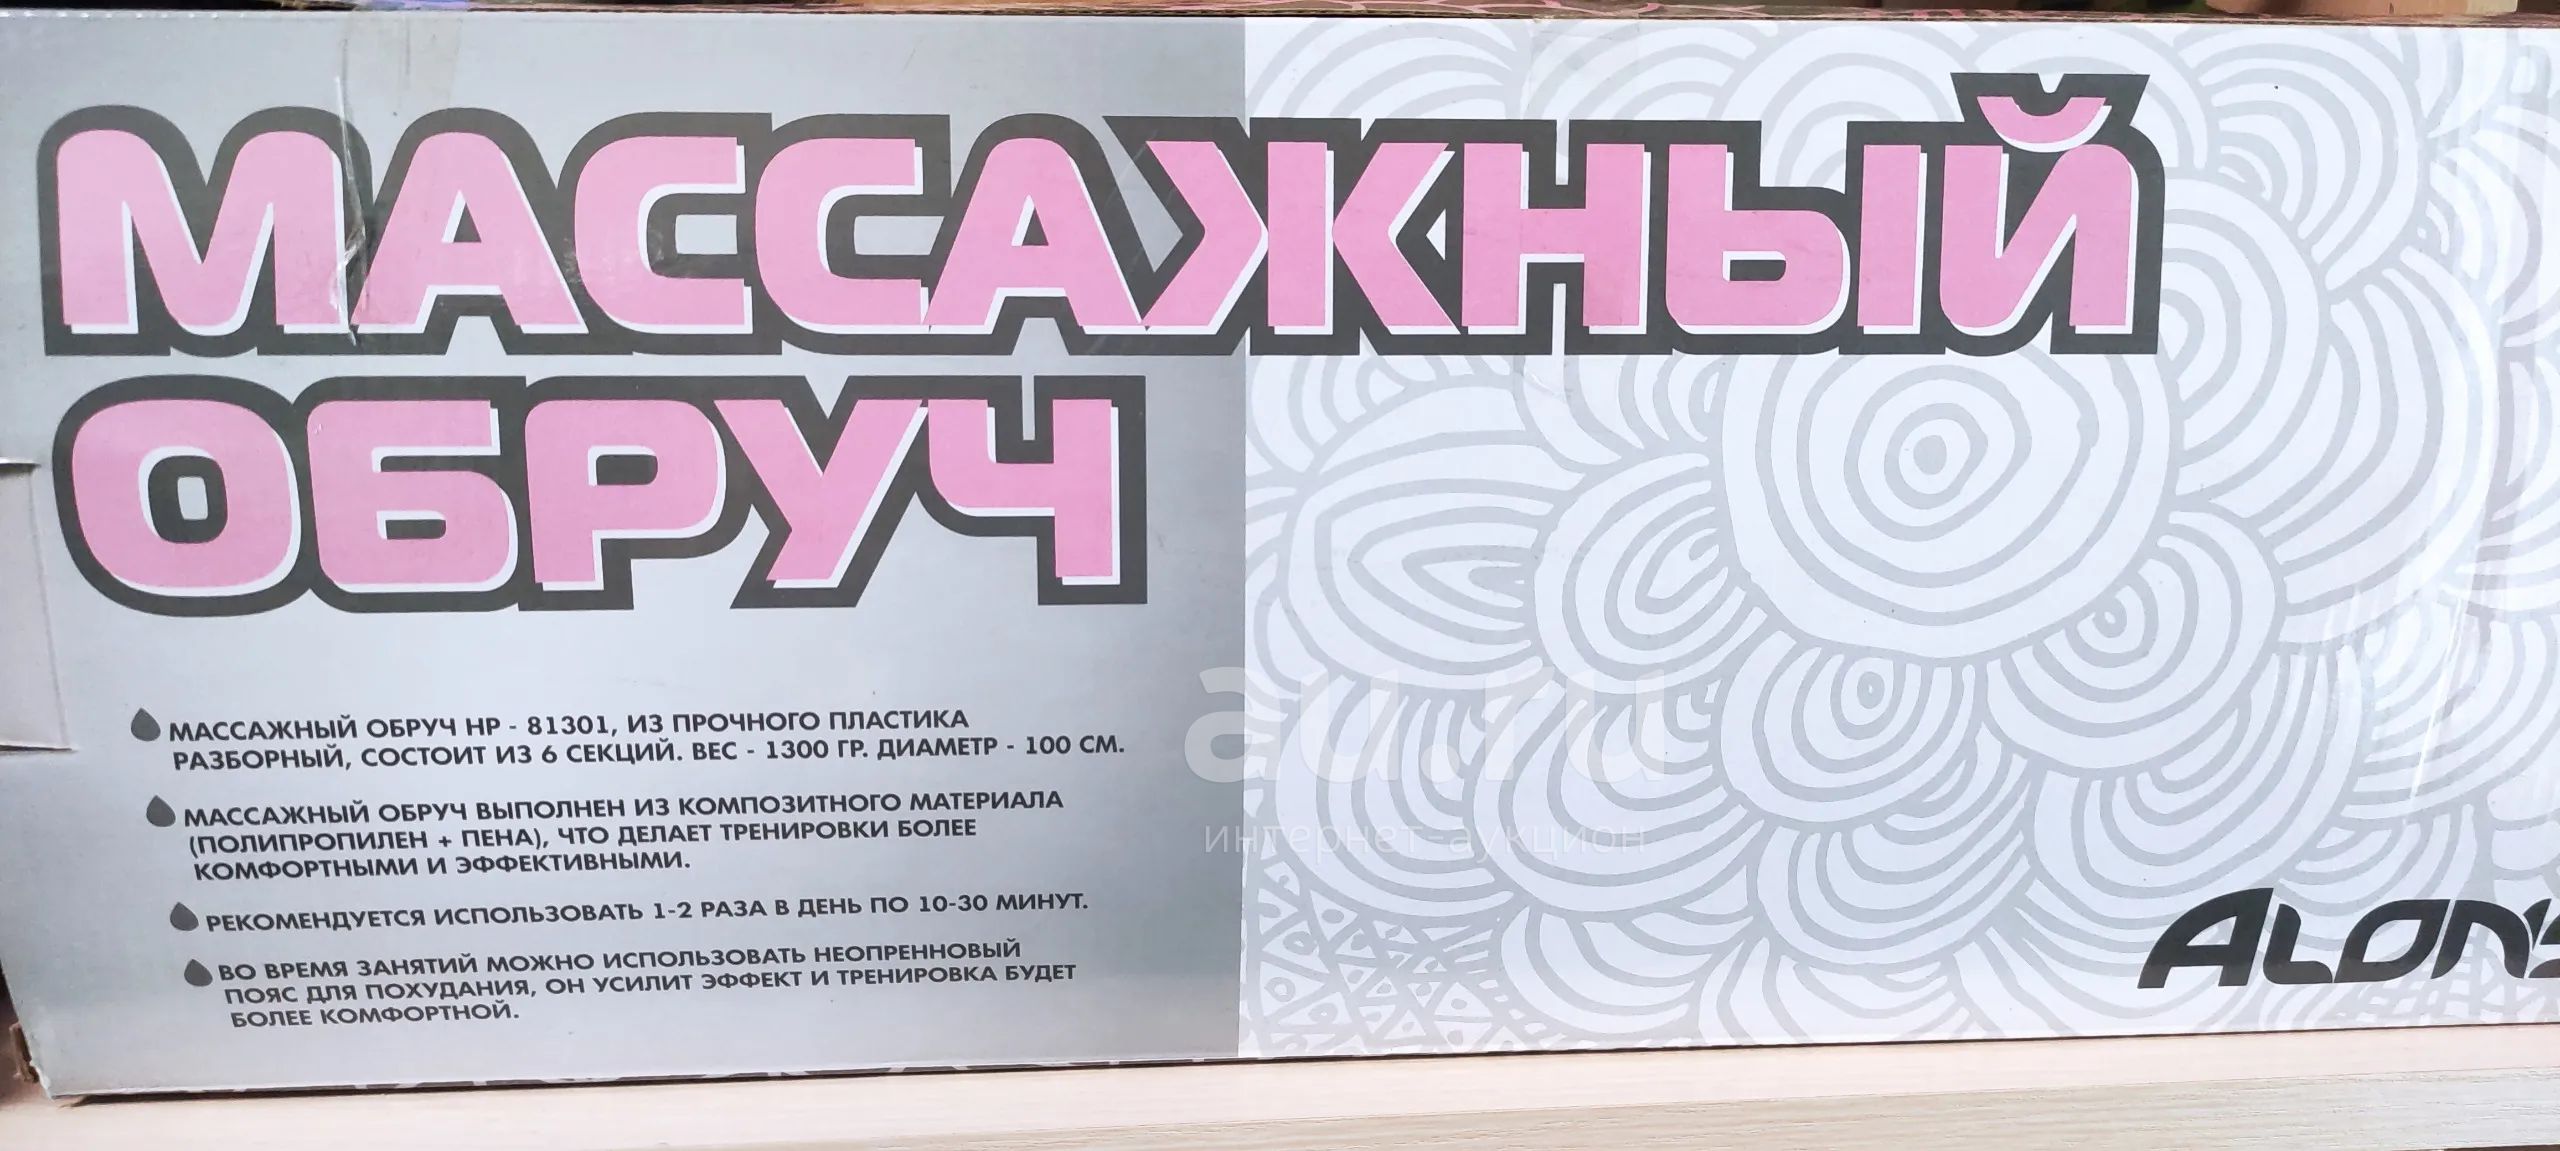 МАССАЖНЫЙ
ОБРУЧ
МАССАЖНЫЙ ОБРУЧ HP - 81301, ИЗ ПРОЧНОГО ПЛАСТИКА
РАЗБОРНЫЙ, СОСТОИТ ИЗ 6 СЕКЦИЙ. ВЕС - 1300 ГР. ДИАМЕТР - 100 СМ.
МАССАЖНЫЙ ОБРУЧ ВЫПОЛНЕН ИЗ КОМПОЗИТНОГО МАТЕРИАЛА
(ПОЛИПРОПИЛЕН + ПЕНА), ЧТО ДЕЛАЕТ ТРЕНИРОВКИ БОЛЕЕ
КОМФОРТНЫМИ И ЭФФЕКТИВНЫМИ.
РЕКОМЕНДУЕТСЯ ИСПОЛЬЗОВАТЬ 1-2 РАЗА В ДЕНЬ ПО 10-30 МИНУТ.
ВО ВРЕМЯ ЗАНЯТИЙ МОЖНО ИСПОЛЬЗОВАТЬ НЕОПРЕННОВЫЙ
ПОЯС ДЛЯ ПОХУДАНИЯ, ОН УСИЛИТ ЭФФЕКТ И ТРЕНИРОВКА БУДЕТ
БОЛЕЕ КОМФОРТНОЙ.
au.ru
интернет-аукцион